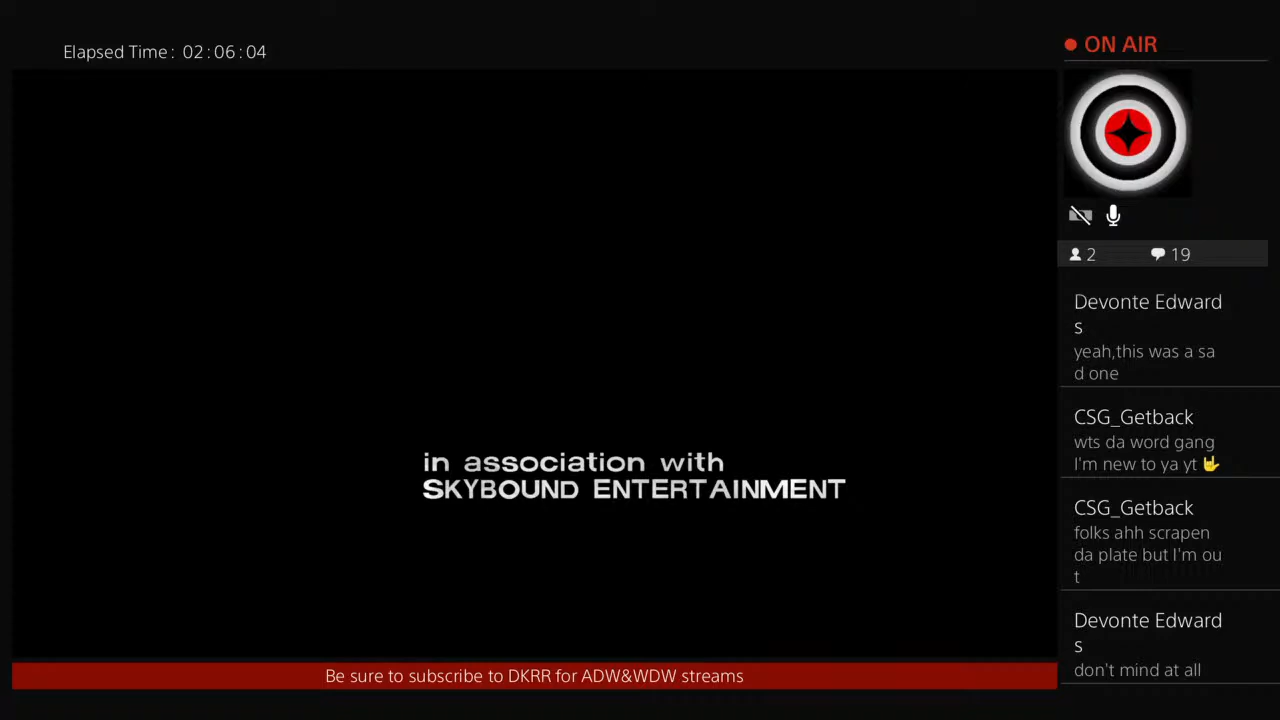 Elapsed Time: 02:06:04
ON AIR
in association with
SKYBOUND ENTERTAINMENT
2
19
Devonte Edward
s
yeah,this was a sa
d one
CSG_Getback
wts da word gang
I'm new to ya yt 🤟
CSG_Getback
folks ahh scrapen
da plate but I'm ou
t
Devonte Edward
s
don't mind at all
Be sure to subscribe to DKRR for ADW&WDW streams